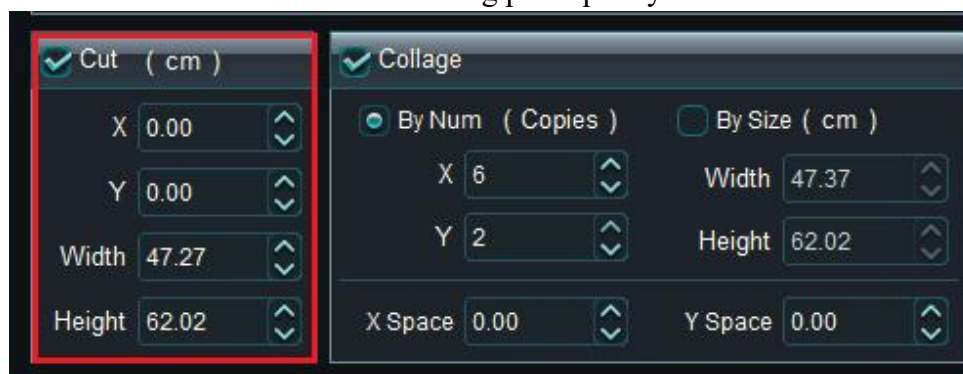 Cut ( cm )
X 0.00
Y 0.00
Width 47.27
Height 62.02
Collage
By Num ( Copies )
By Size ( cm )
X 6
Width 47.37
Y 2
Height 62.02
X Space 0.00
Y Space 0.00